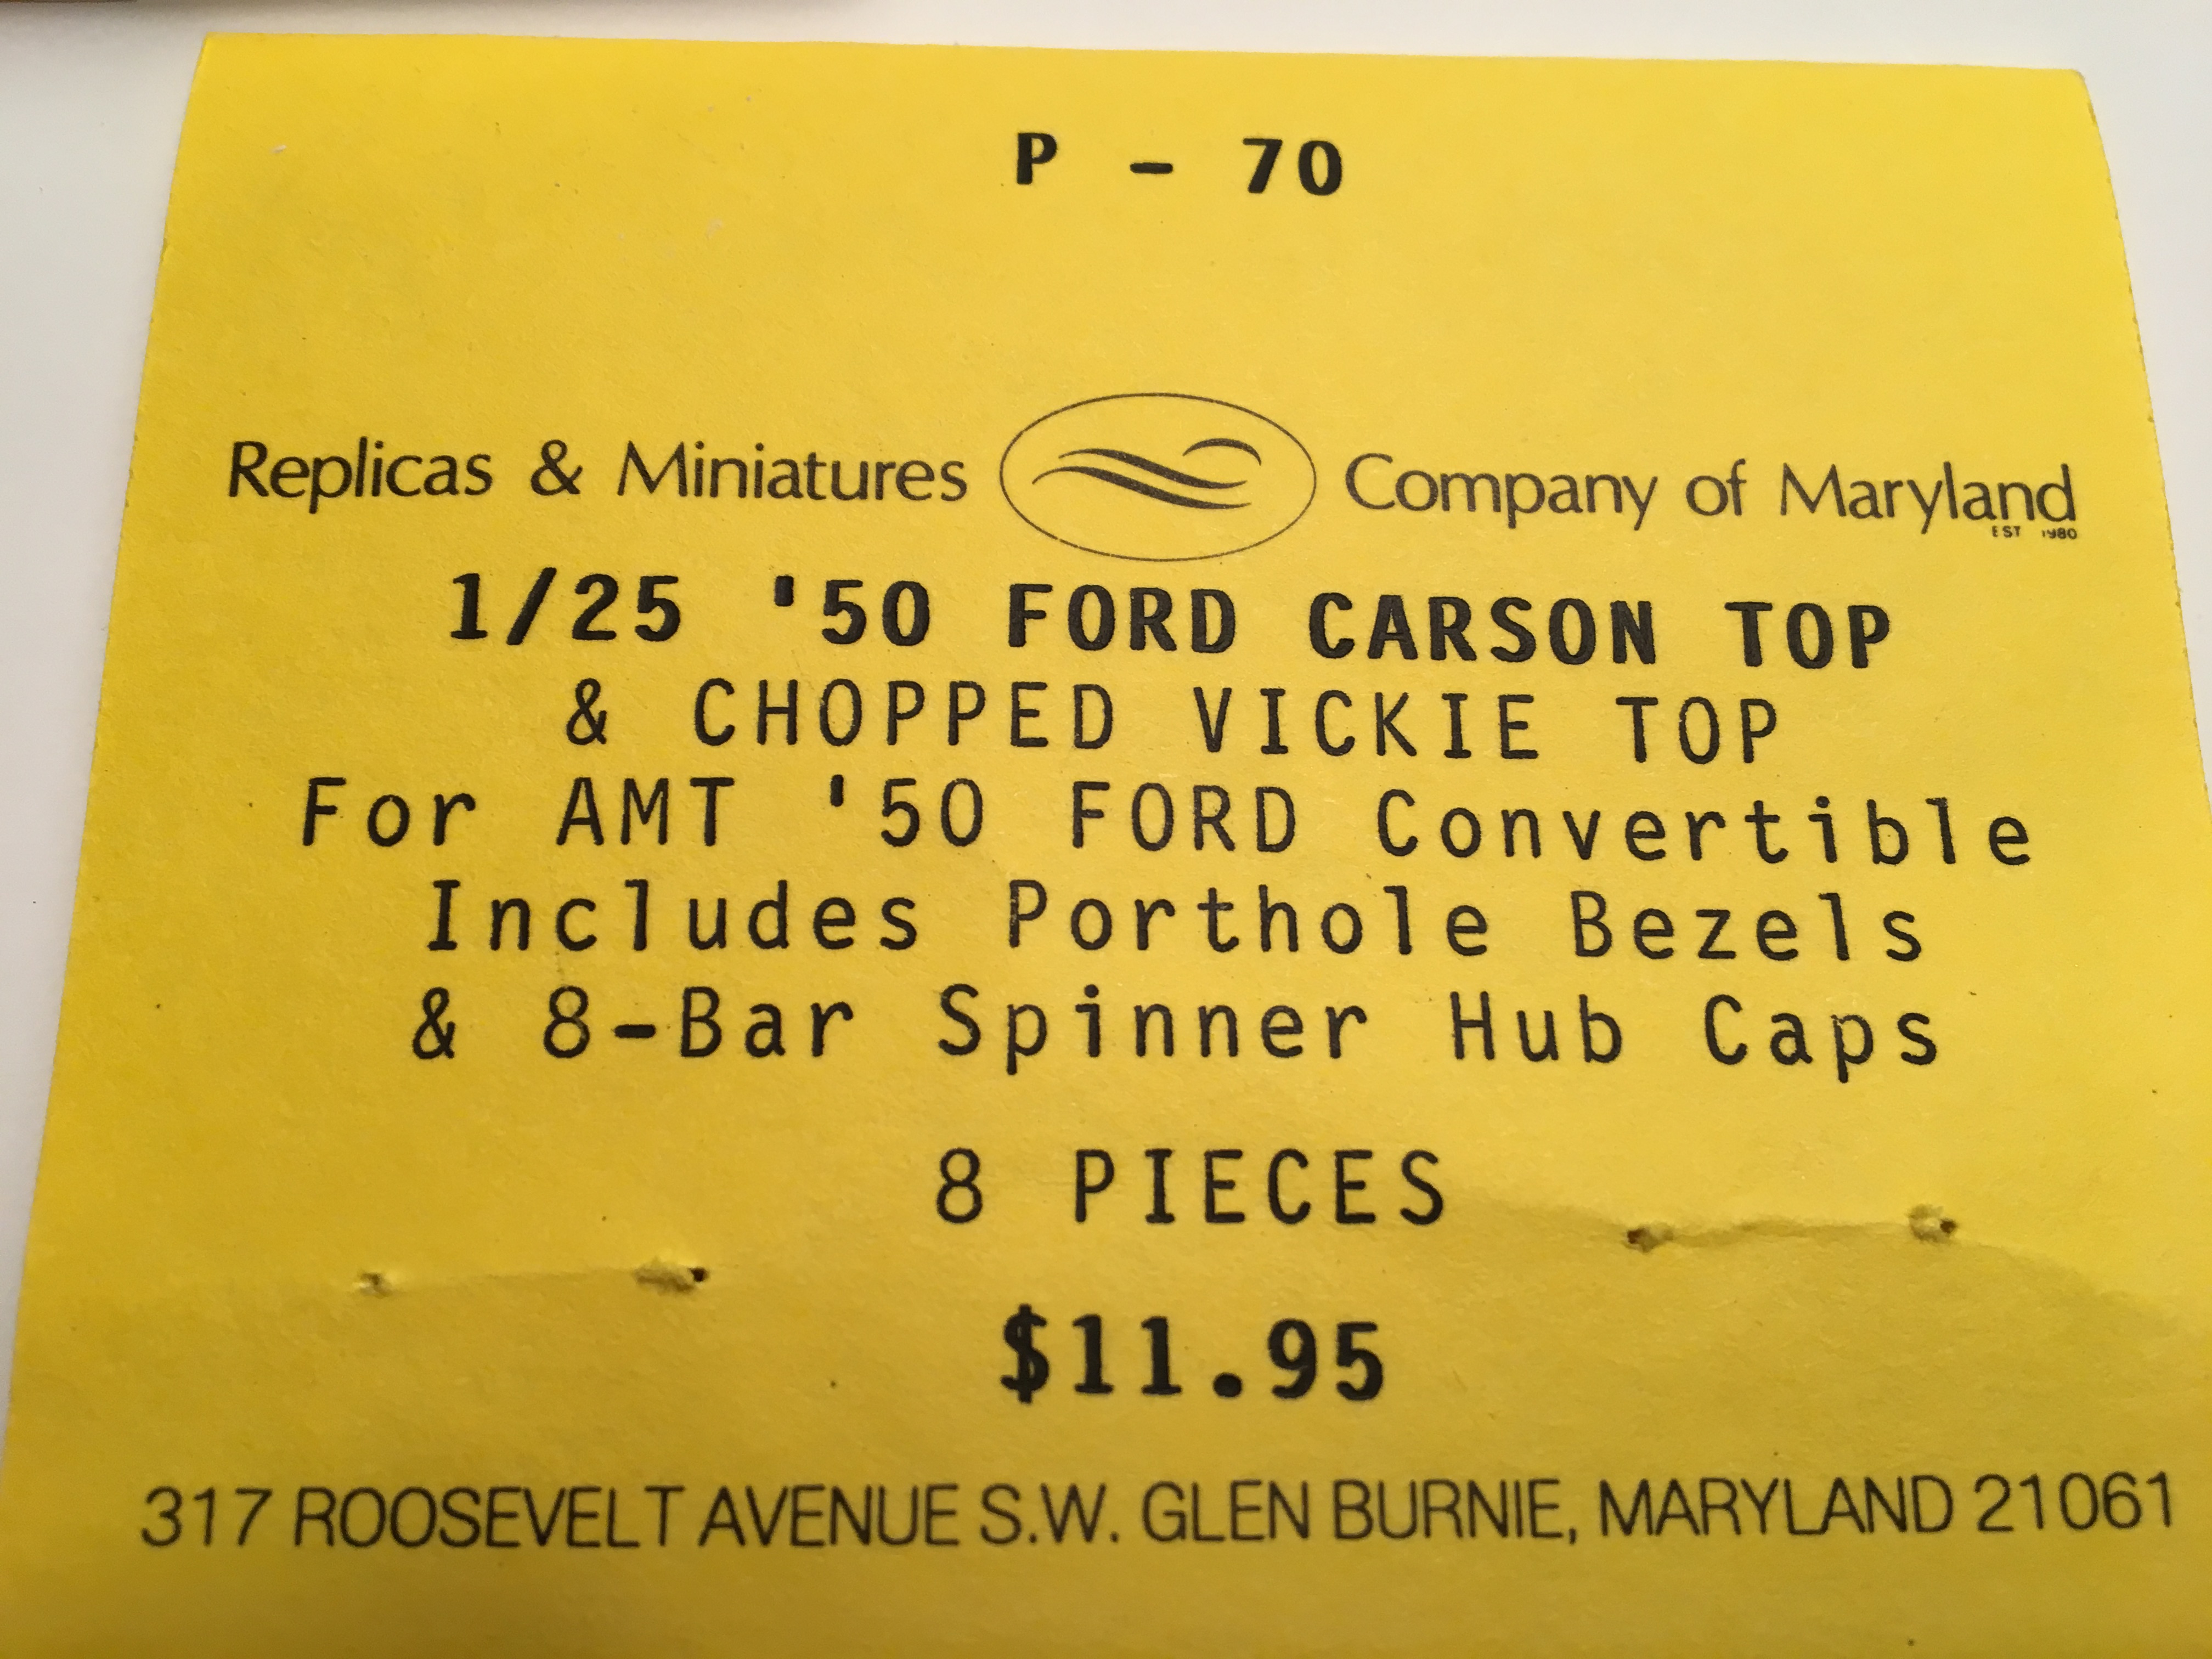 P - 70
Replicas & Miniatures Company of Maryland
EST 1980
1/25 '50 FORD CARSON TOP
& CHOPPED VICKIE TOP
For AMT '50 FORD Convertible
Includes Porthole Bezels
& 8-Bar Spinner Hub Caps
8 PIECES
$11.95
317 ROOSEVELT AVENUE S.W. GLEN BURNIE, MARYLAND 21061